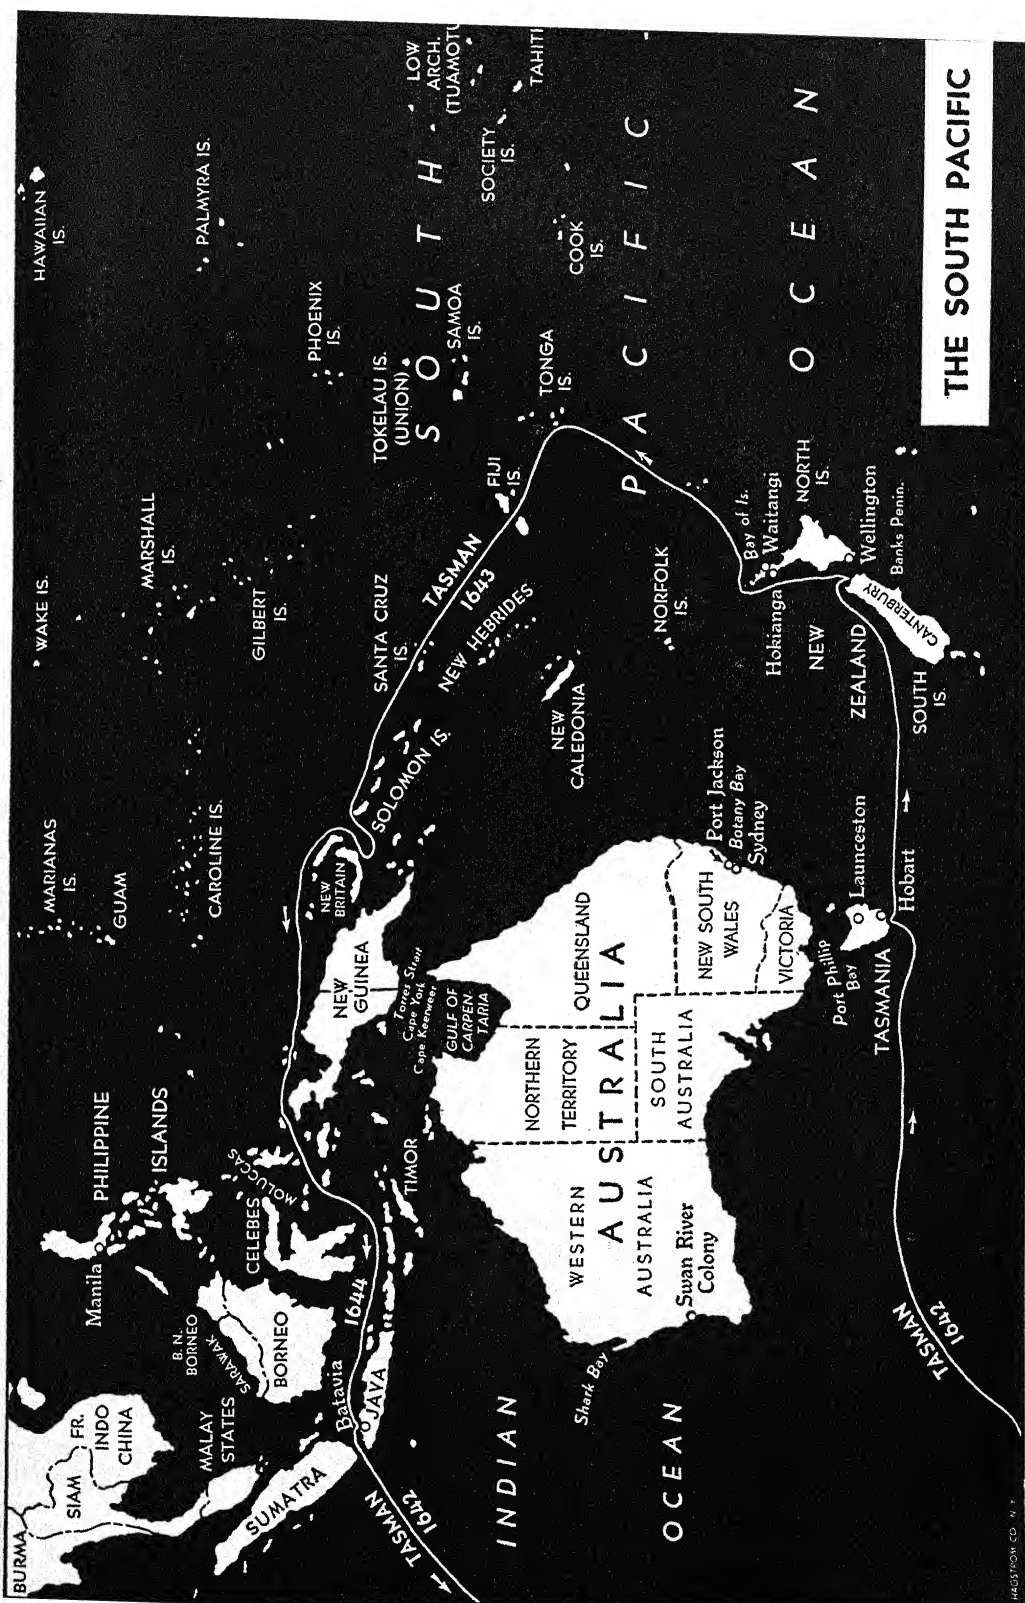 THE SOUTH PACIFIC
BURMA
SIAM
FR.
INDO
CHINA
MALAY
STATES
SUMATRA
B. N.
BORNEO
SARAWAK
BORNEO
Batavia
JAVA
1644
Manila
PHILIPPINE
ISLANDS
CELEBES
MOLUCCAS
TIMOR
MARIANAS
IS.
GUAM
CAROLINE IS.
WAKE IS.
MARSHALL
IS.
GILBERT
IS.
HAWAIIAN
IS.
PALMYRA IS.
PHOENIX
IS.
TOKELAU IS.
(UNION)
SAMOA
IS.
LOW
ARCH.
(TUAMOTU
TAHITI
SOCIETY
IS.
COOK
IS.
TONGA
IS.
FIJI
IS.
SOUTH
PACIFIC
OCEAN
TASMAN
1643
SANTA CRUZ
IS.
NEW HEBRIDES
SOLOMON IS.
NEW
CALEDONIA
NORFOLK
IS.
NEW
BRITAIN
NEW
GUINEA
Torres Strait
Cape York
Cape Keerweer
GULF OF
CARPEN-
TARIA
AUSTRALIA
QUEENSLAND
NORTHERN
TERRITORY
SOUTH
AUSTRALIA
WESTERN
AUSTRALIA
NEW SOUTH
WALES
VICTORIA
Swan River
Colony
Shark Bay
Port Jackson
Botany Bay
Sydney
Port Phillip
Bay
Launceston
Hobart
TASMANIA
Bay of Is.
Waitangi
Hokianga
NORTH
IS.
NEW
ZEALAND
Wellington
Banks Penin.
CANTERBURY
SOUTH
IS.
INDIAN
OCEAN
TASMAN
1642
TASMAN
1642
HAGSTROM CO. N.Y.